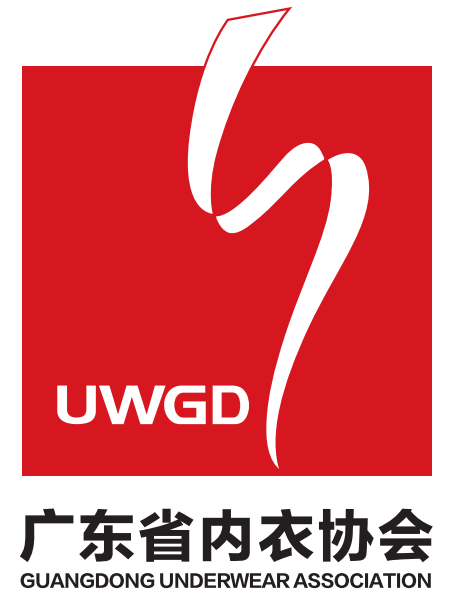 UWGD
广东省内衣协会
GUANGDONG UNDERWEAR ASSOCIATION